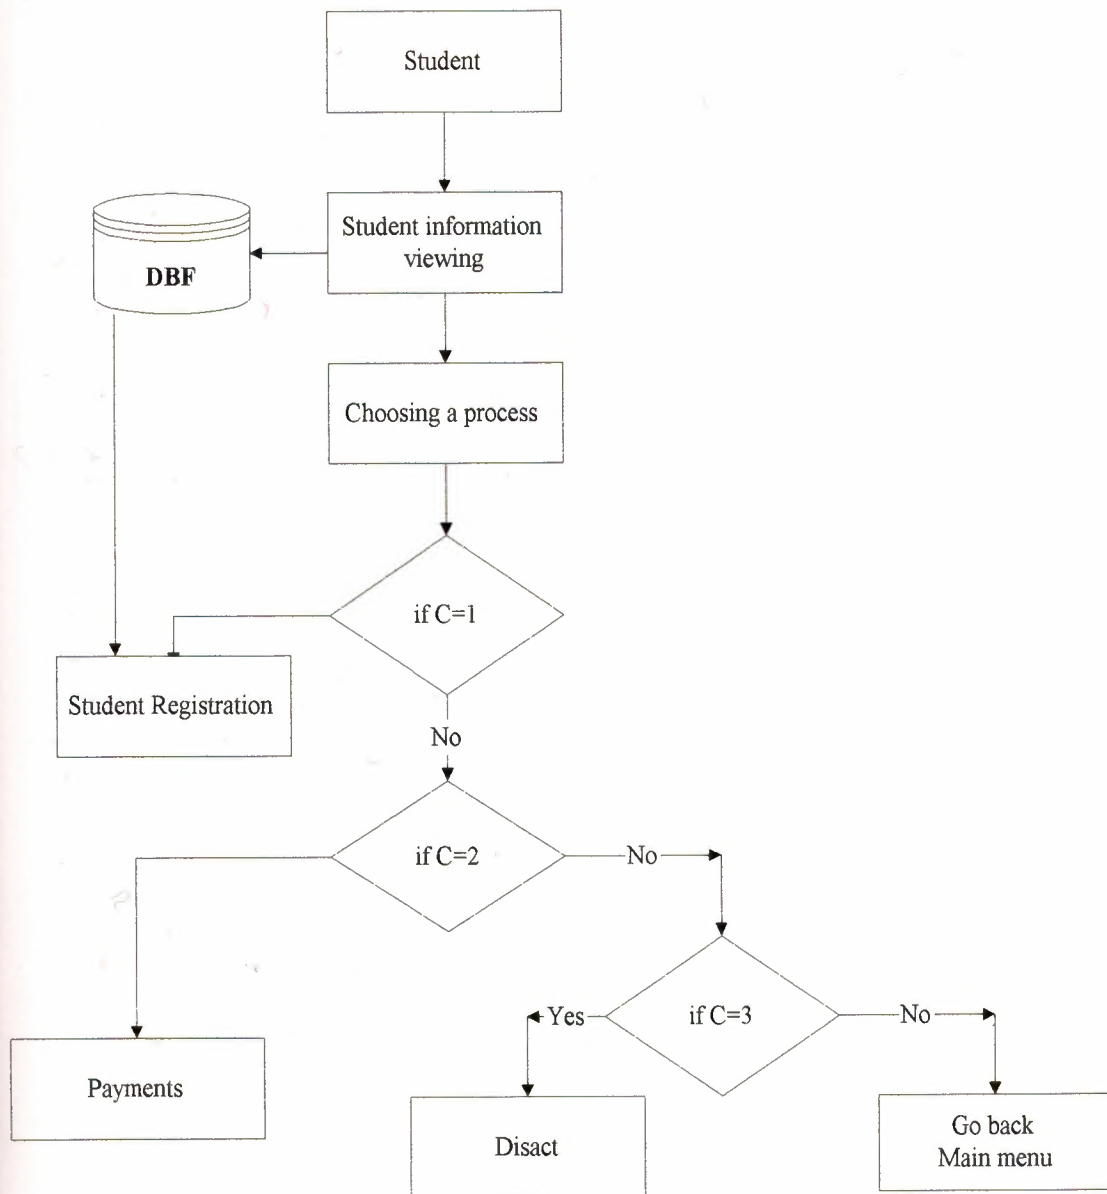 Student
Student information
viewing
DBF
Choosing a process
if C=1
Student Registration
No
if C=2
No
if C=3
Yes
No
Payments
Disact
Go back
Main menu